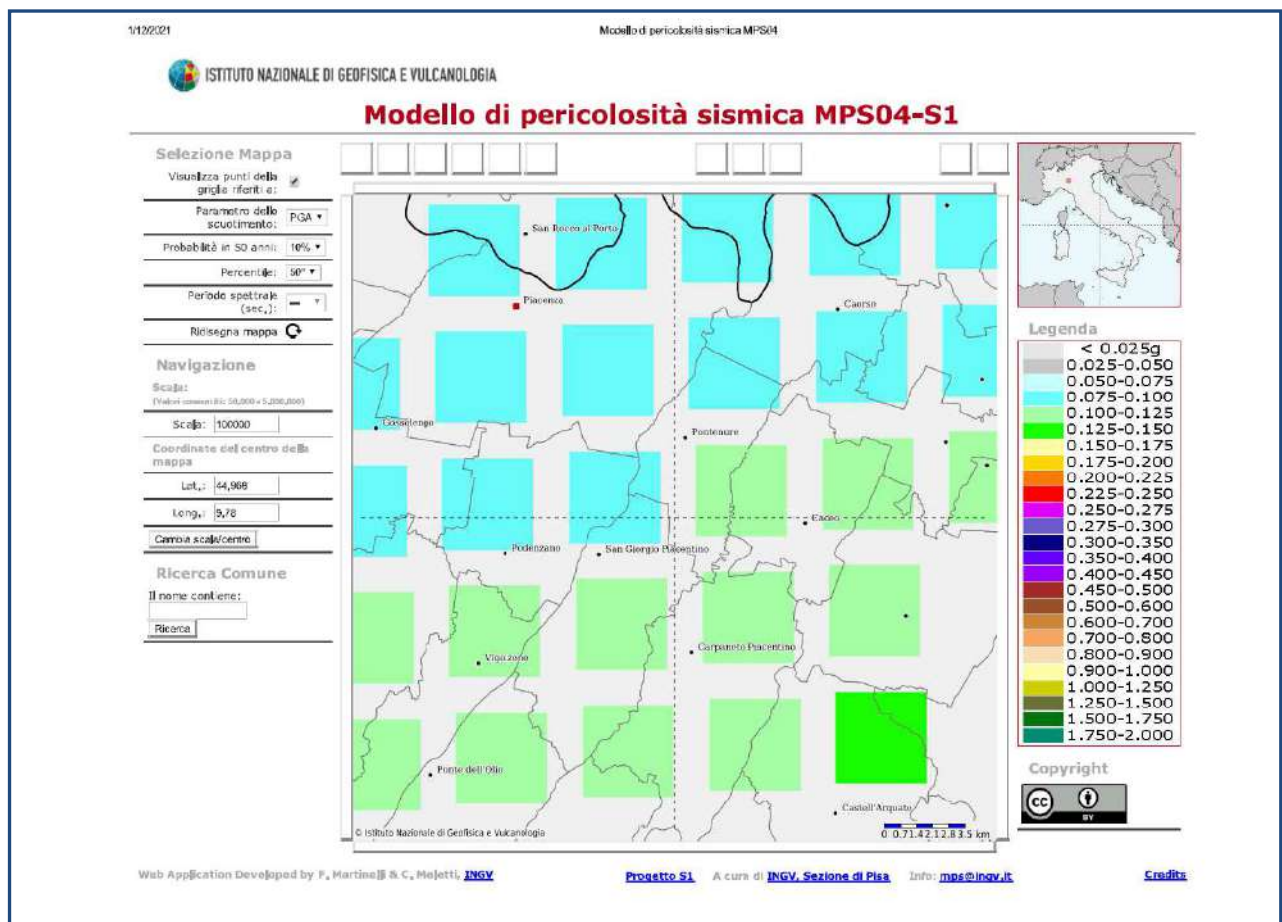 1/12/2021
Modello di pericolosità sismica MPS04
ISTITUTO NAZIONALE DI GEOFISICA E VULCANOLOGIA
Modello di pericolosità sismica MPS04-S1
Selezione Mappa
Visualizza punti della
griglia riferiti a:
Parametro dello
scuotimento:
PGA
Probabilità in 50 anni:
10%
Percentile:
50°
Periodo spettrale
(sec.):
Ridisegna mappa
Navigazione
Scala:
Scala:
100000
Coordinate del centro della
mappa
Lat.:
44,968
Long.:
9,78
Cambia scala/centro
Ricerca Comune
Il nome contiene:
Ricerca
San Rocco al Porto
Piacenza
Caorso
Gossolengo
Pontenure
Cadeo
Podenzano
San Giorgio Piacentino
Vigolzone
Carpaneto Piacentino
Ponte dell'Olio
Castell'Arquato
© Istituto Nazionale di Geofisica e Vulcanologia
0 0.71.42.12.83.5 km
Legenda
< 0.025g
0.025-0.050
0.050-0.075
0.075-0.100
0.100-0.125
0.125-0.150
0.150-0.175
0.175-0.200
0.200-0.225
0.225-0.250
0.250-0.275
0.275-0.300
0.300-0.350
0.350-0.400
0.400-0.450
0.450-0.500
0.500-0.600
0.600-0.700
0.700-0.800
0.800-0.900
0.900-1.000
1.000-1.250
1.250-1.500
1.500-1.750
1.750-2.000
Copyright
cc
BY
Web Application Developed by F. Martinelli & C. Meletti, INGV
Progetto S1
A cura di INGV, Sezione di Pisa
Info: mps@ingv.it
Credits